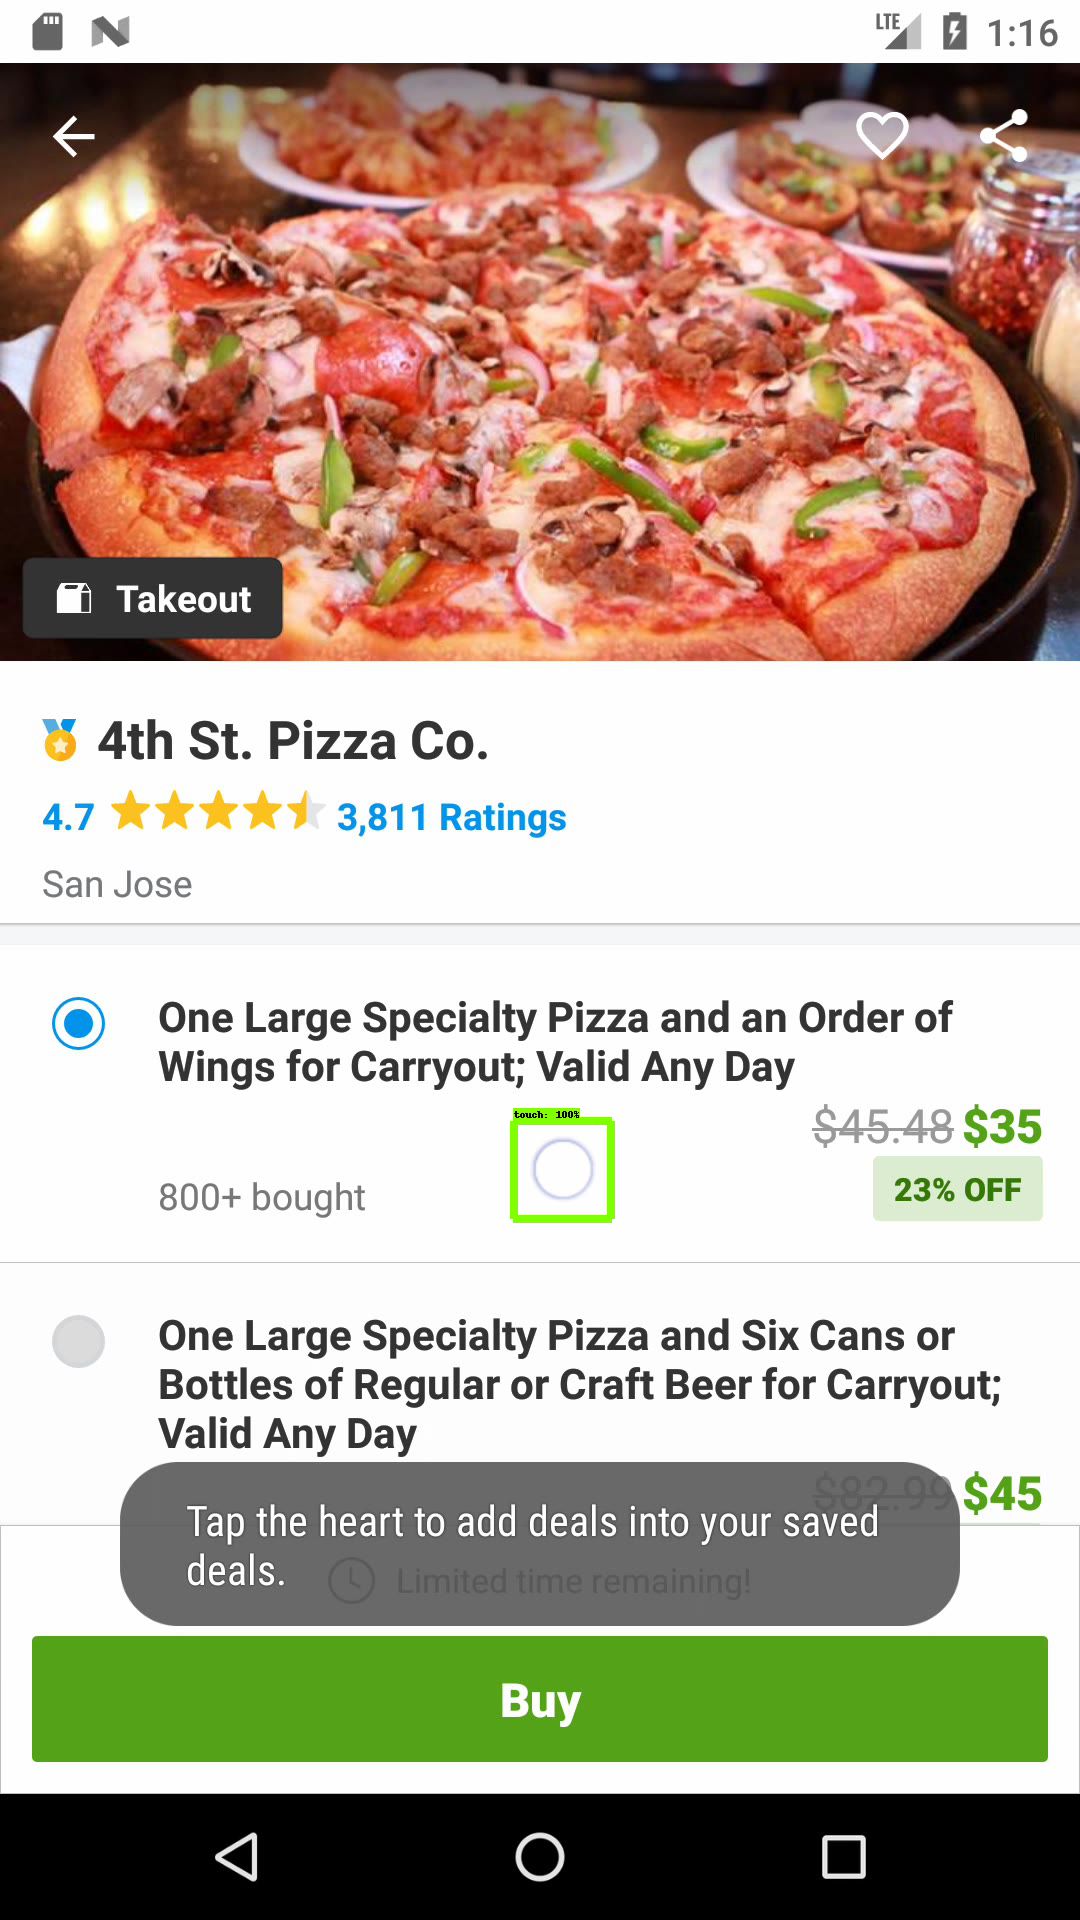 LTE 1:16
Takeout
4th St. Pizza Co.
4.7 3,811 Ratings
San Jose
One Large Specialty Pizza and an Order of
Wings for Carryout; Valid Any Day
touch: 100%
$45.48 $35
800+ bought
23% OFF
One Large Specialty Pizza and Six Cans or
Bottles of Regular or Craft Beer for Carryout;
Valid Any Day
$82.99 $45
Tap the heart to add deals into your saved
deals.
Limited time remaining!
Buy